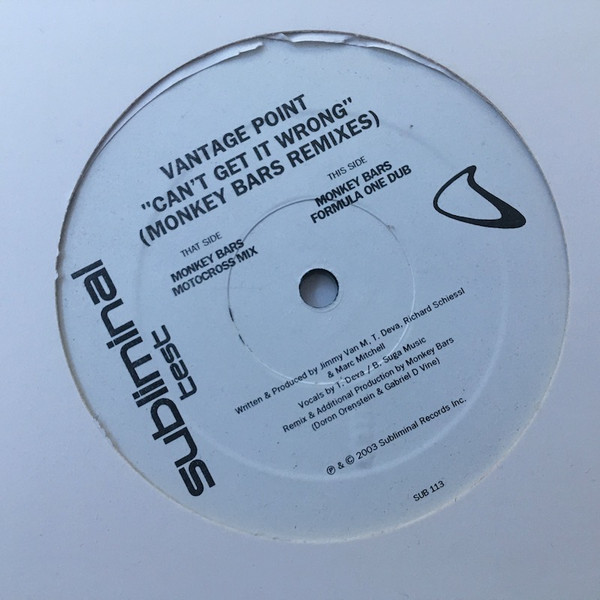 VANTAGE POINT
"CAN'T GET IT WRONG"
(MONKEY BARS REMIXES)
THAT SIDE
MONKEY BARS
MOTOCROSS MIX
THIS SIDE
MONKEY BARS
FORMULA ONE DUB
subliminal
test
Written & Produced by Jimmy Van M, T. Deva, Richard Schiessl
& Marc Mitchell
Vocals by T. Deva / B. Suga Music
Remix & Additional Production by Monkey Bars
(Doron Orenstein & Gabriel D Vine)
℗ & © 2003 Subliminal Records Inc.
SUB 113